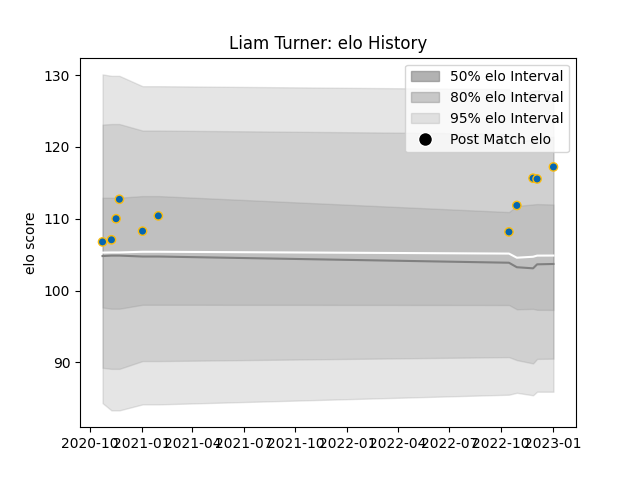 Liam Turner: elo History
130
120
110
100
90
elo score
50% elo Interval
80% elo Interval
95% elo Interval
Post Match elo
2020-10 2021-01 2021-04 2021-07 2021-10 2022-01 2022-04 2022-07 2022-10 2023-01